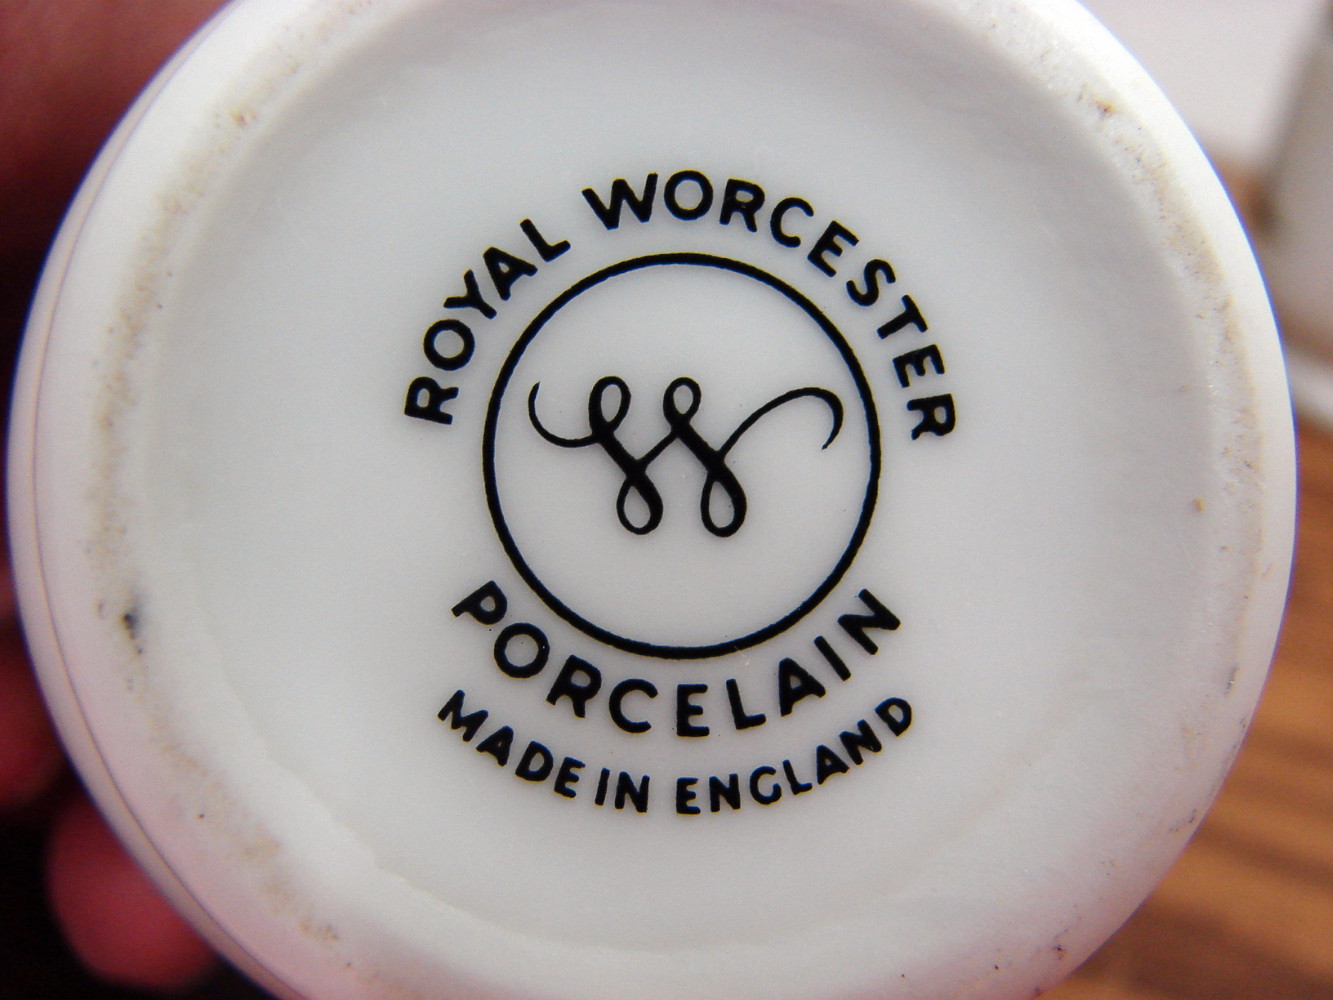 ROYAL WORCESTER
W
PORCELAIN
MADE IN ENGLAND